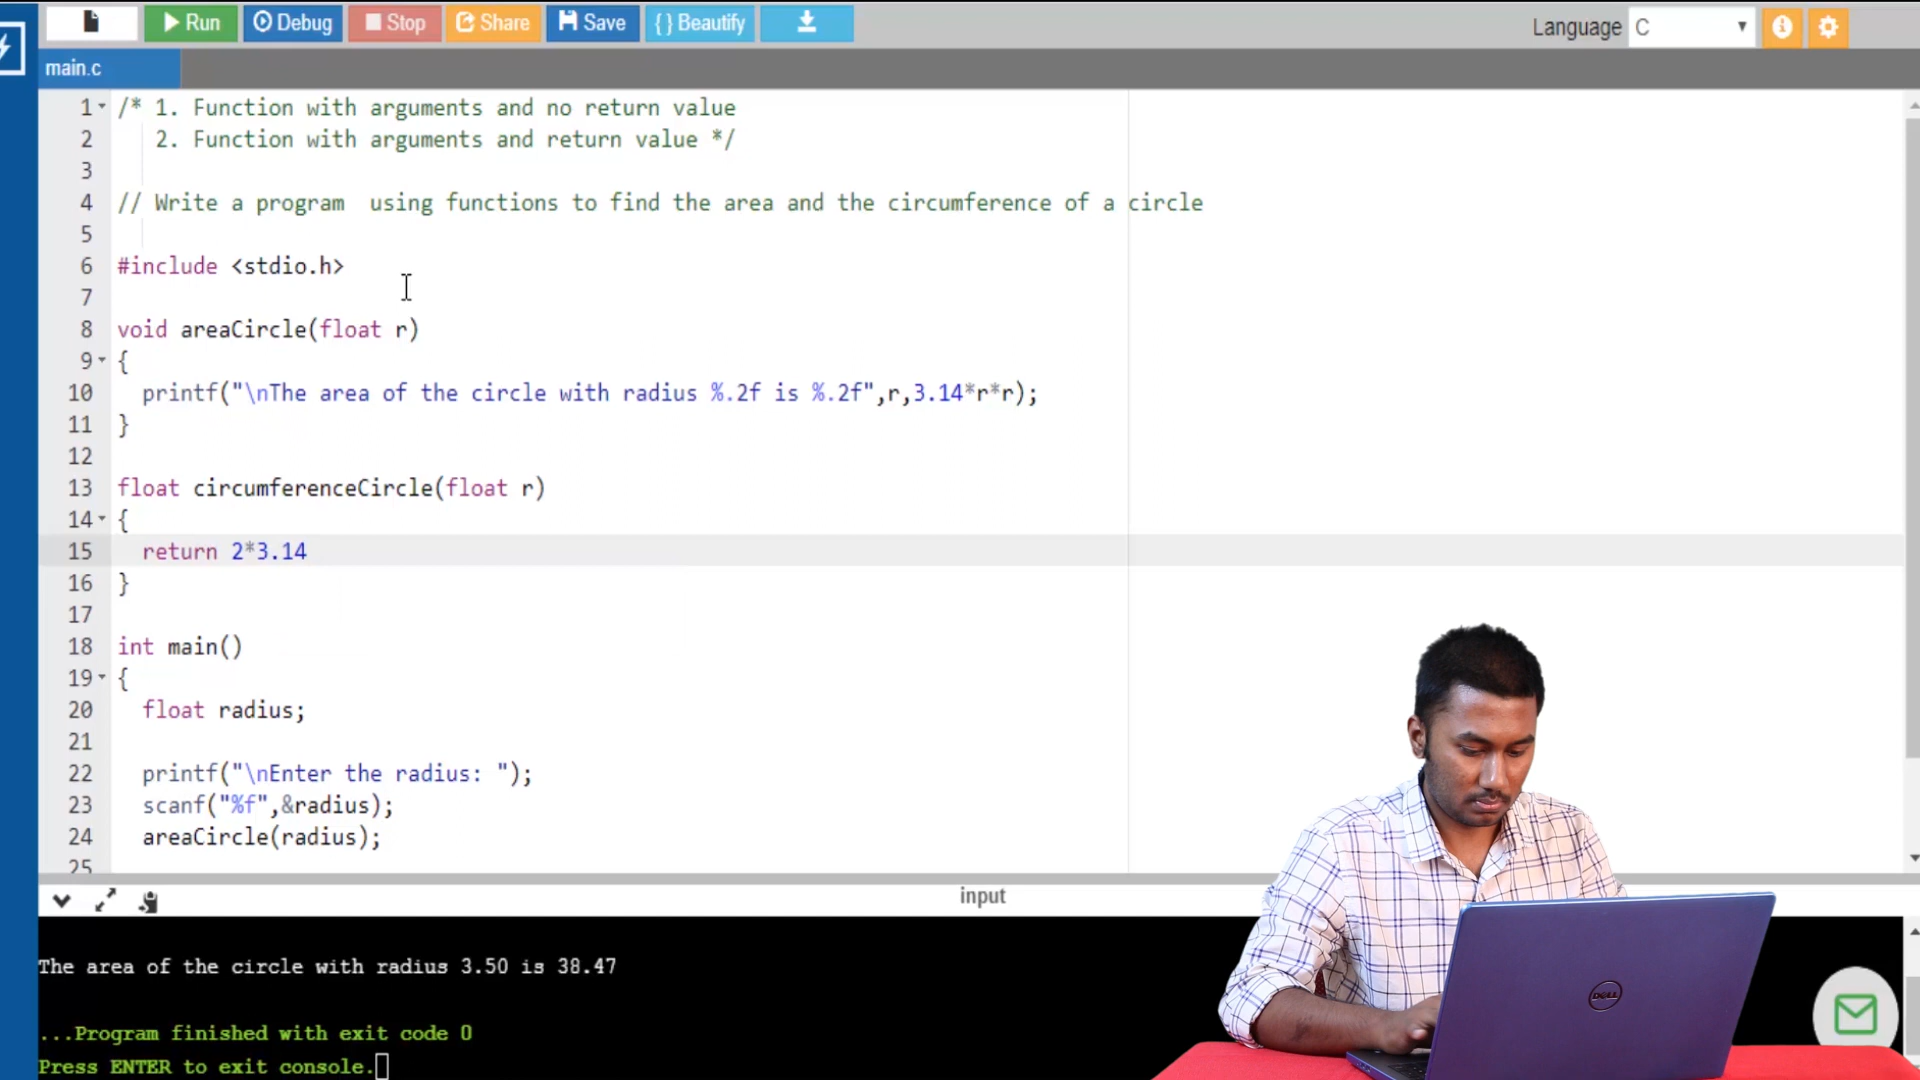 Run Debug Stop Share Save { } Beautify
Language C
main.c
1 /* 1. Function with arguments and no return value
2 2. Function with arguments and return value */
3
4 // Write a program  using functions to find the area and the circumference of a circle
5
6 #include <stdio.h>
7
8 void areaCircle(float r)
9 {
10 printf("\nThe area of the circle with radius %.2f is %.2f",r,3.14*r*r);
11 }
12
13 float circumferenceCircle(float r)
14 {
15 return 2*3.14
16 }
17
18 int main()
19 {
20 float radius;
21
22 printf("\nEnter the radius: ");
23 scanf("%f",&radius);
24 areaCircle(radius);
25
input
The area of the circle with radius 3.50 is 38.47
...Program finished with exit code 0
Press ENTER to exit console.
DELL